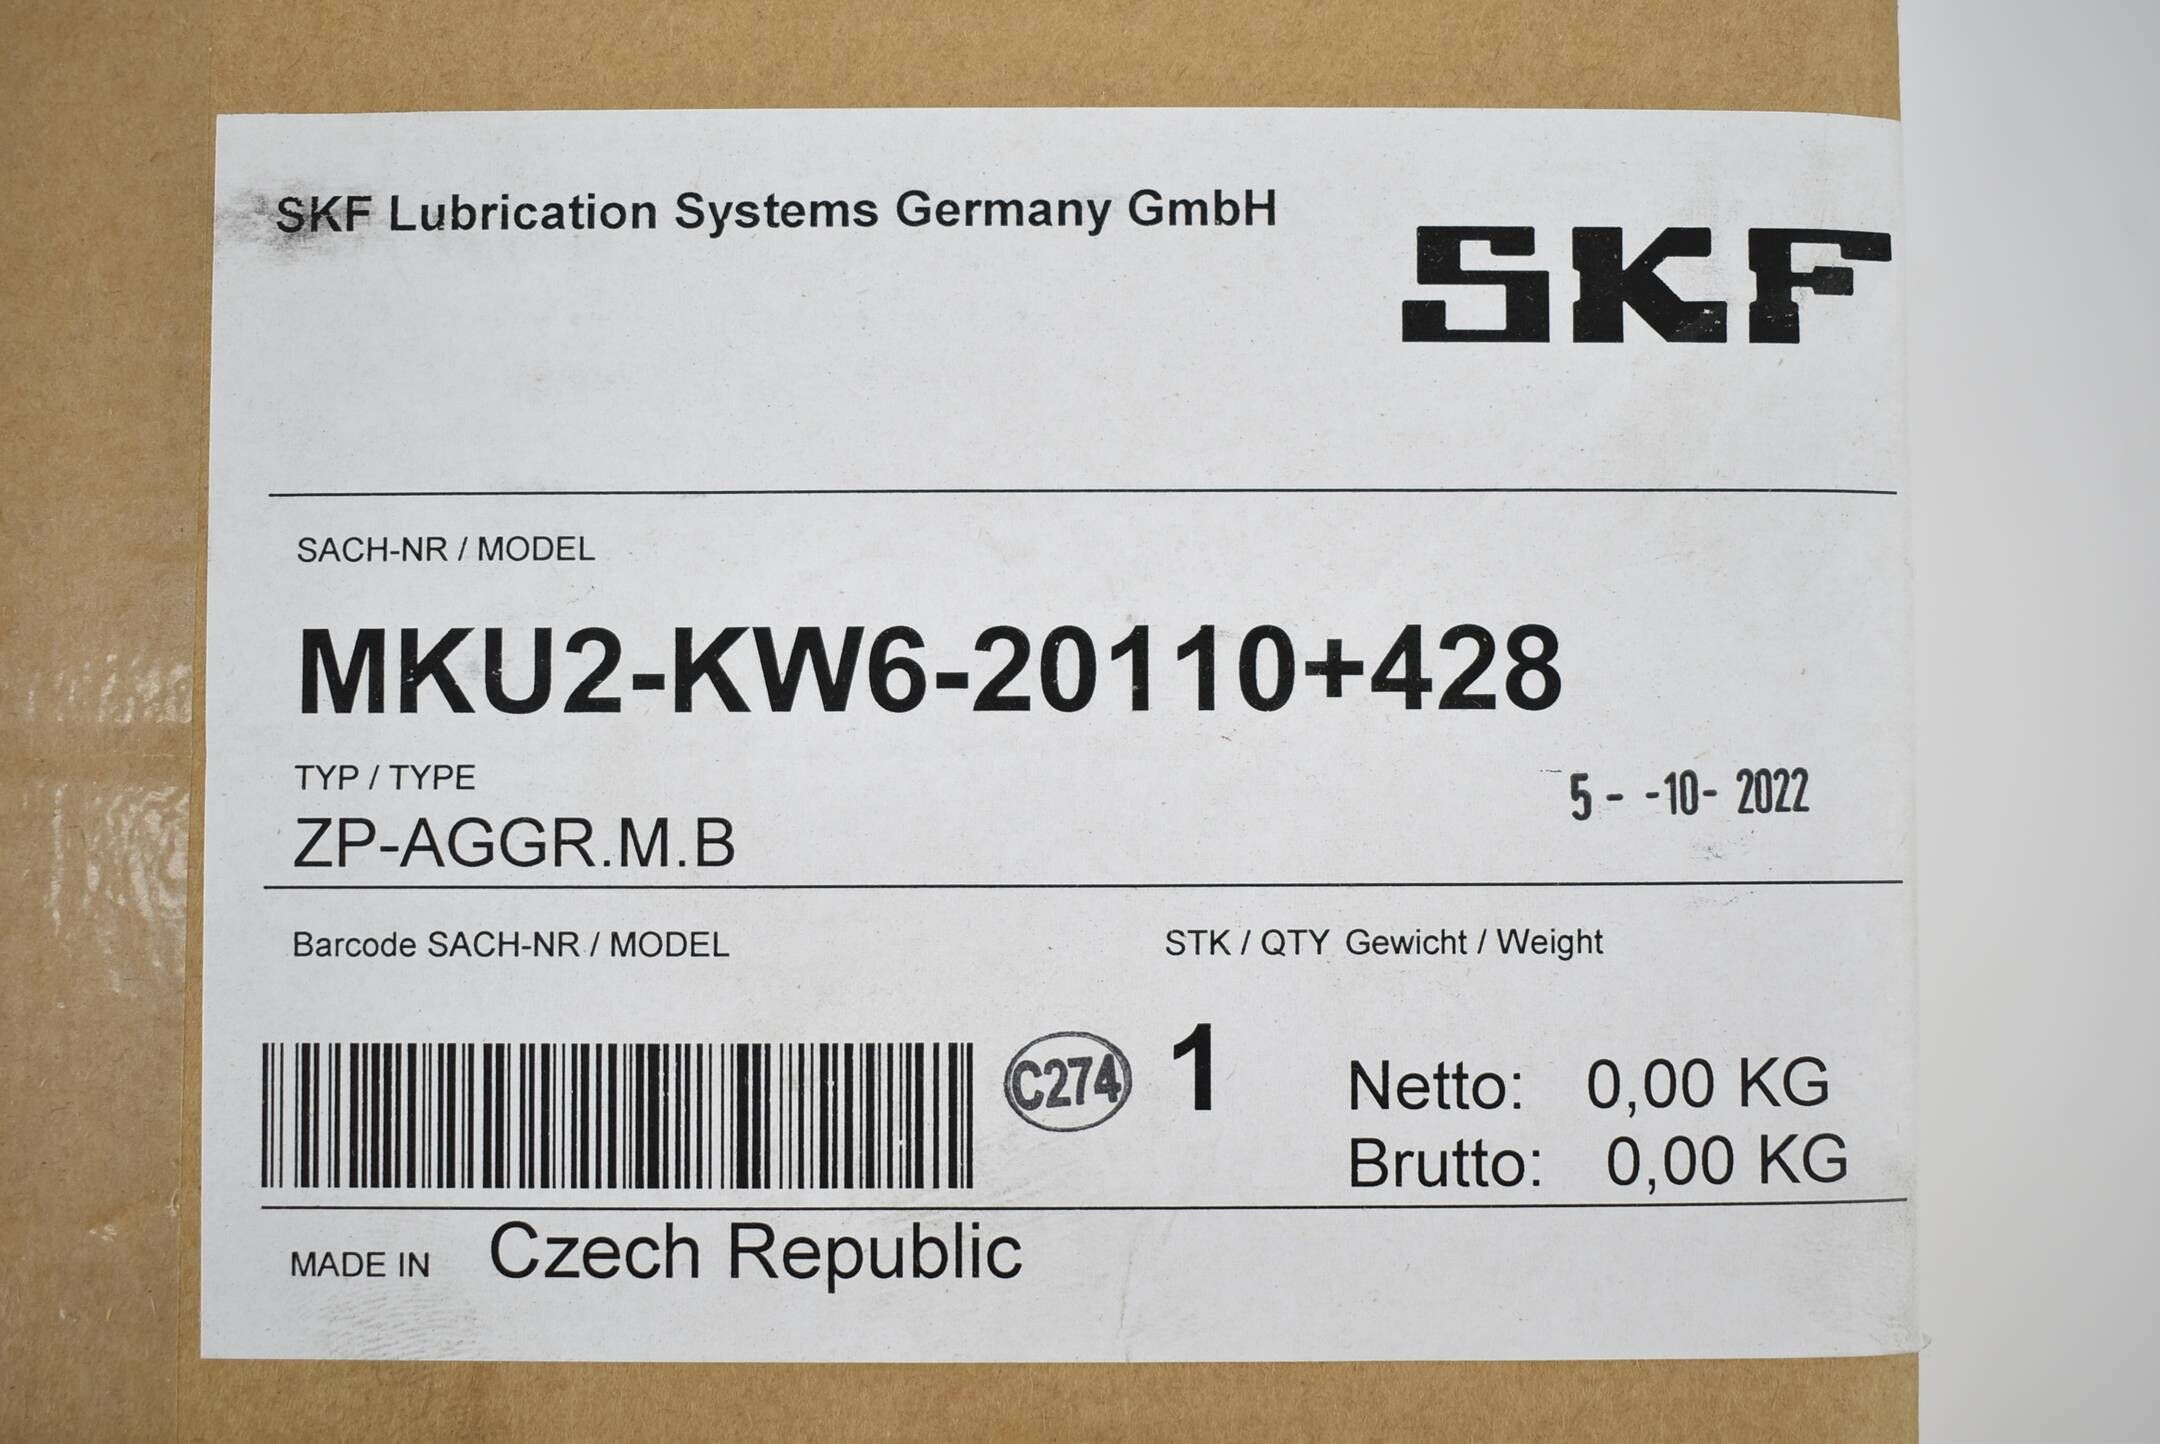 SKF Lubrication Systems Germany GmbH
SKF
SACH-NR / MODEL
MKU2-KW6-20110+428
TYP / TYPE
5- -10- 2022
ZP-AGGR.M.B
Barcode SACH-NR / MODEL
STK / QTY Gewicht / Weight
C274
1
Netto: 0,00 KG
Brutto: 0,00 KG
MADE IN Czech Republic